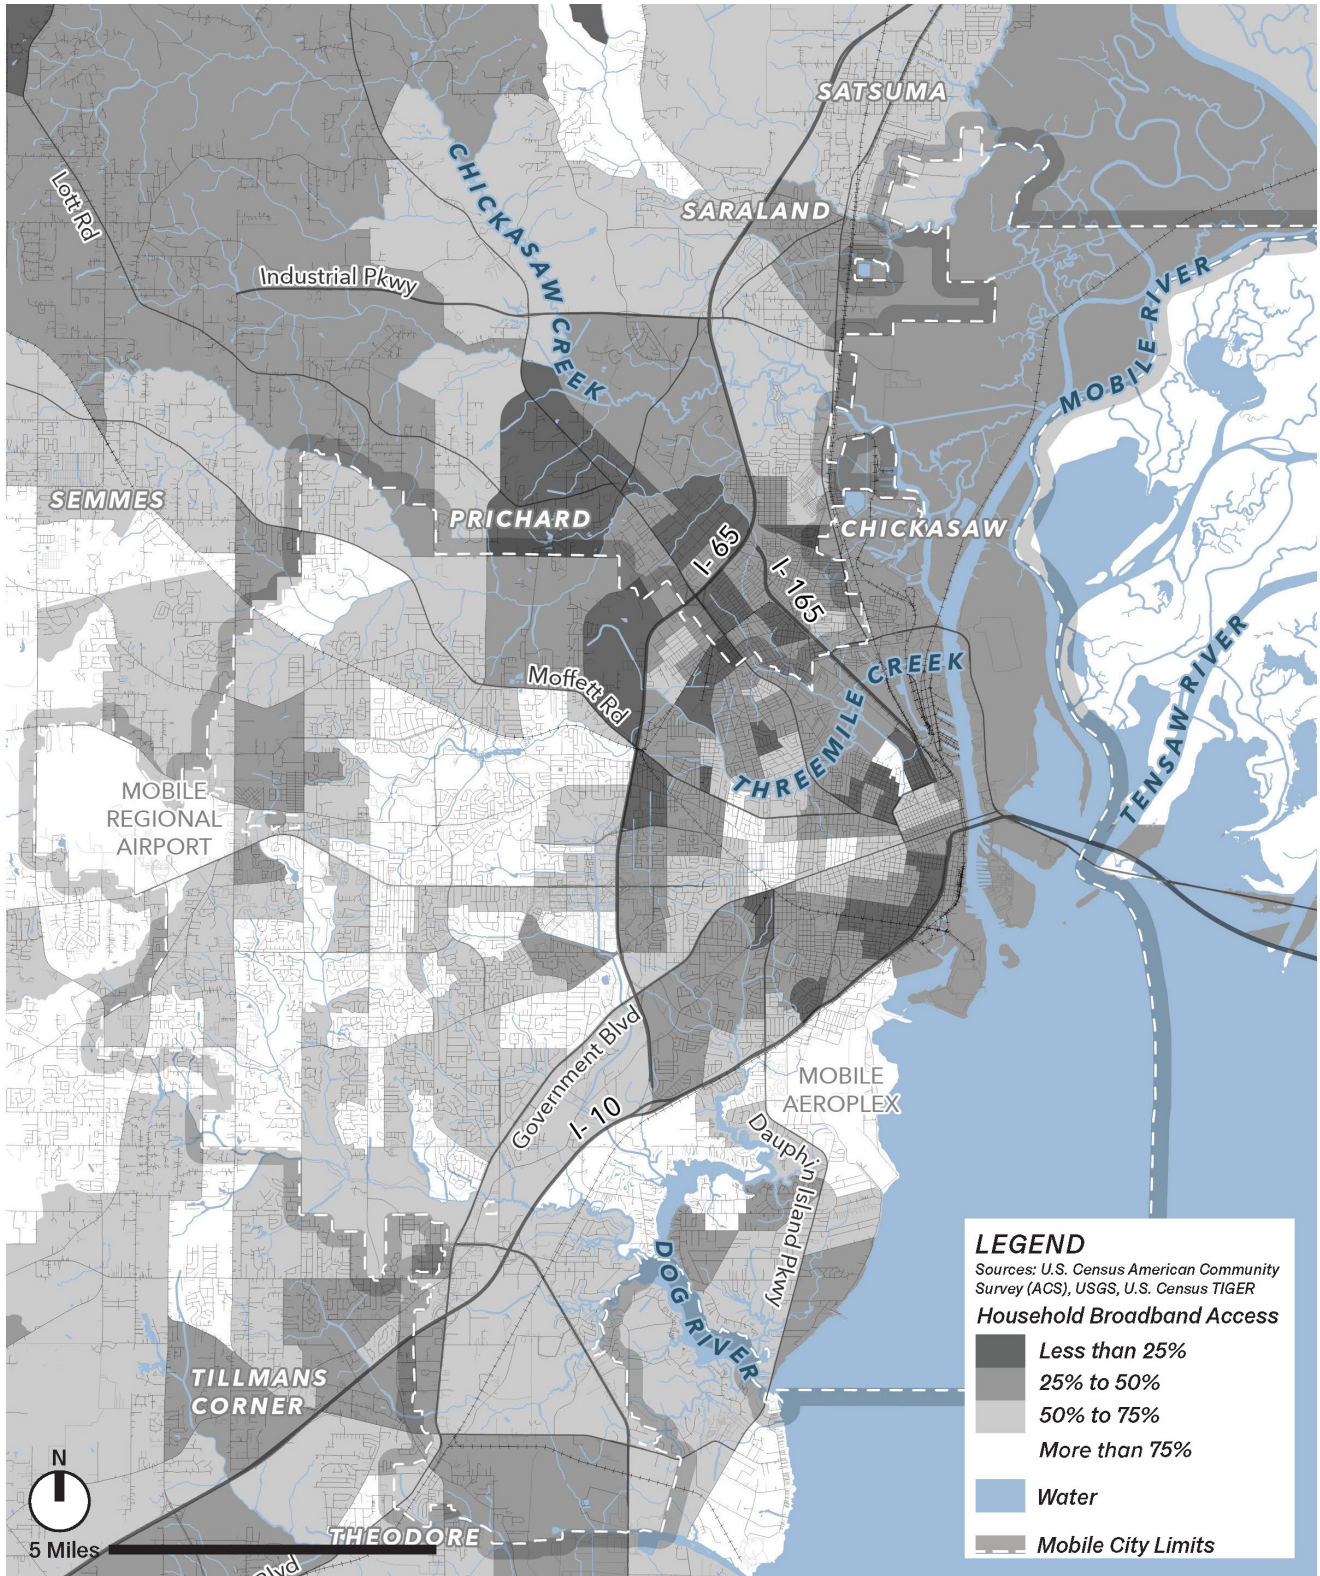 SATSUMA
CHICKASAW CREEK
Lott Rd
SARALAND
Industrial Pkwy
MOBILE RIVER
SEMMES
PRICHARD
CHICKASAW
I- 65
I- 165
TENSAW RIVER
THREEMILE CREEK
Moffett Rd
MOBILE
REGIONAL
AIRPORT
Government Blvd
I- 10
MOBILE
AEROPLEX
Dauphin Island Pkwy
DOG RIVER
TILLMANS
CORNER
THEODORE
N
5 Miles
Blvd
LEGEND
Sources: U.S. Census American Community
Survey (ACS), USGS, U.S. Census TIGER
Household Broadband Access
Less than 25%
25% to 50%
50% to 75%
More than 75%
Water
Mobile City Limits